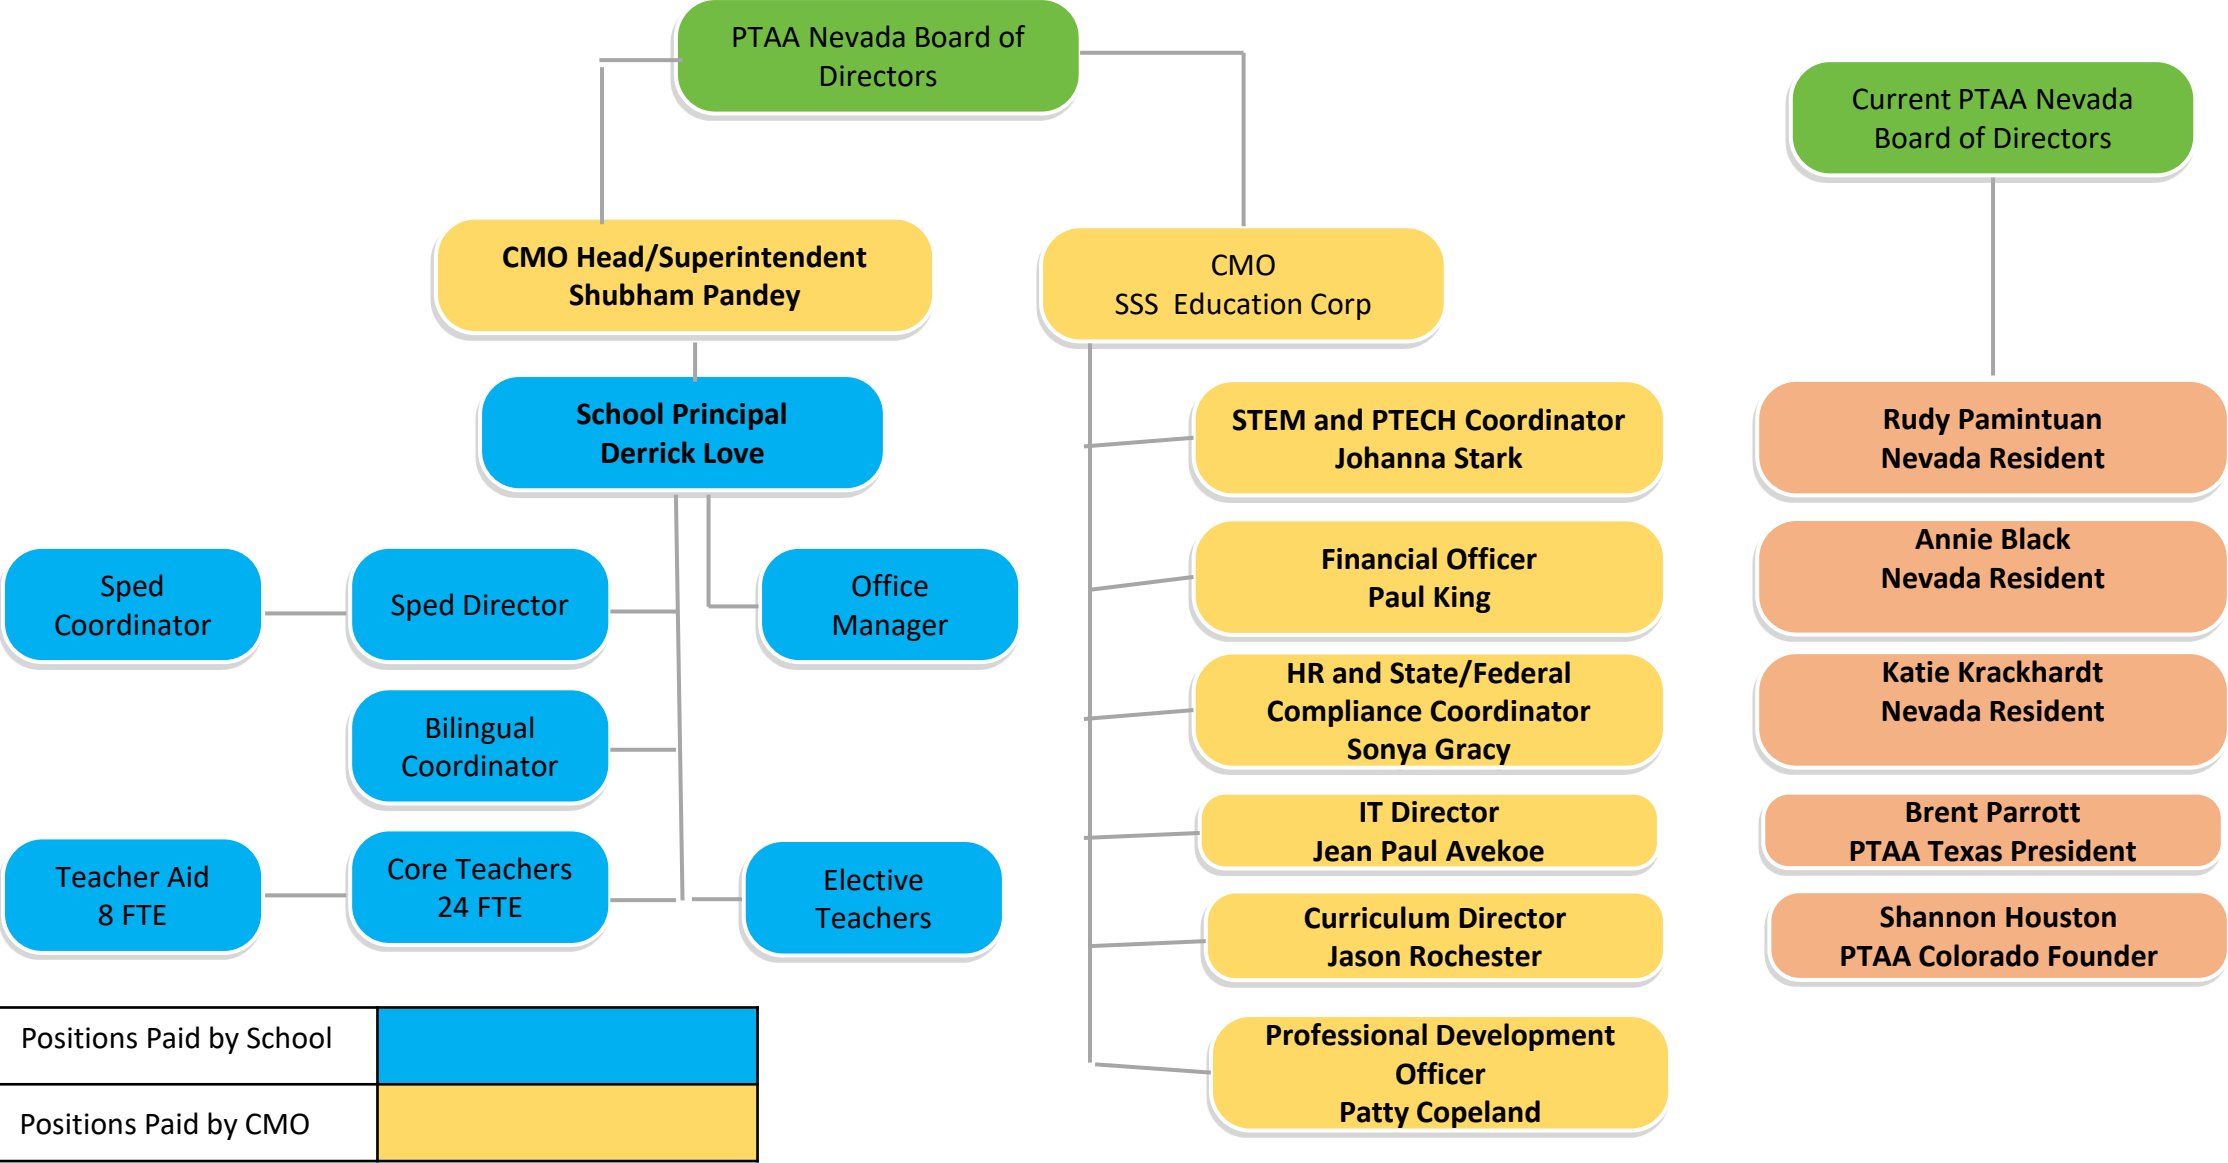 PTAA Nevada Board of
Directors
Current PTAA Nevada
Board of Directors
CMO Head/Superintendent
Shubham Pandey
CMO
SSS  Education Corp
School Principal
Derrick Love
STEM and PTECH Coordinator
Johanna Stark
Rudy Pamintuan
Nevada Resident
Sped
Coordinator
Sped Director
Office
Manager
Financial Officer
Paul King
Annie Black
Nevada Resident
Bilingual
Coordinator
HR and State/Federal
Compliance Coordinator
Sonya Gracy
Katie Krackhardt
Nevada Resident
Teacher Aid
8 FTE
Core Teachers
24 FTE
Elective
Teachers
IT Director
Jean Paul Avekoe
Brent Parrott
PTAA Texas President
Curriculum Director
Jason Rochester
Shannon Houston
PTAA Colorado Founder
Professional Development
Officer
Patty Copeland
Positions Paid by School
Positions Paid by CMO